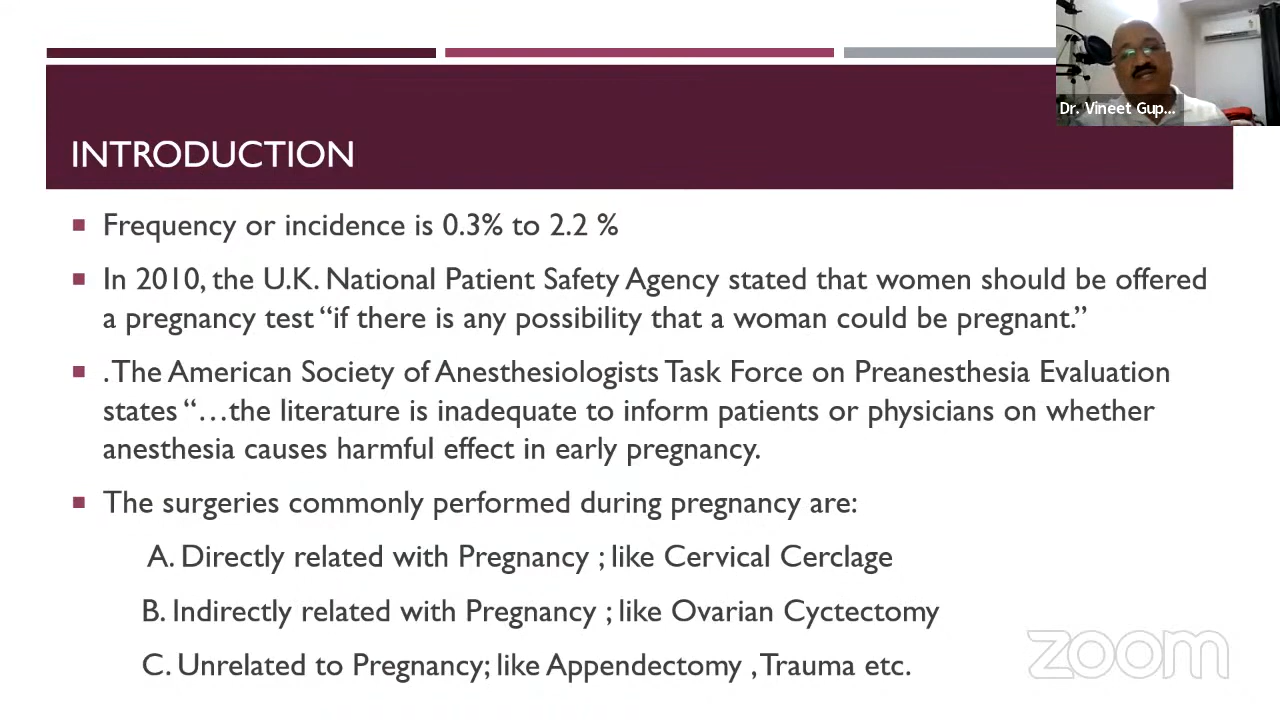 Dr. Vineet Gup...
INTRODUCTION
Frequency or incidence is 0.3% to 2.2 %
In 2010, the U.K. National Patient Safety Agency stated that women should be offered
a pregnancy test “if there is any possibility that a woman could be pregnant.”
. The American Society of Anesthesiologists Task Force on Preanesthesia Evaluation
states “…the literature is inadequate to inform patients or physicians on whether
anesthesia causes harmful effect in early pregnancy.
The surgeries commonly performed during pregnancy are:
A. Directly related with Pregnancy ; like Cervical Cerclage
B. Indirectly related with Pregnancy ; like Ovarian Cyctectomy
C. Unrelated to Pregnancy; like Appendectomy , Trauma etc.
zoom